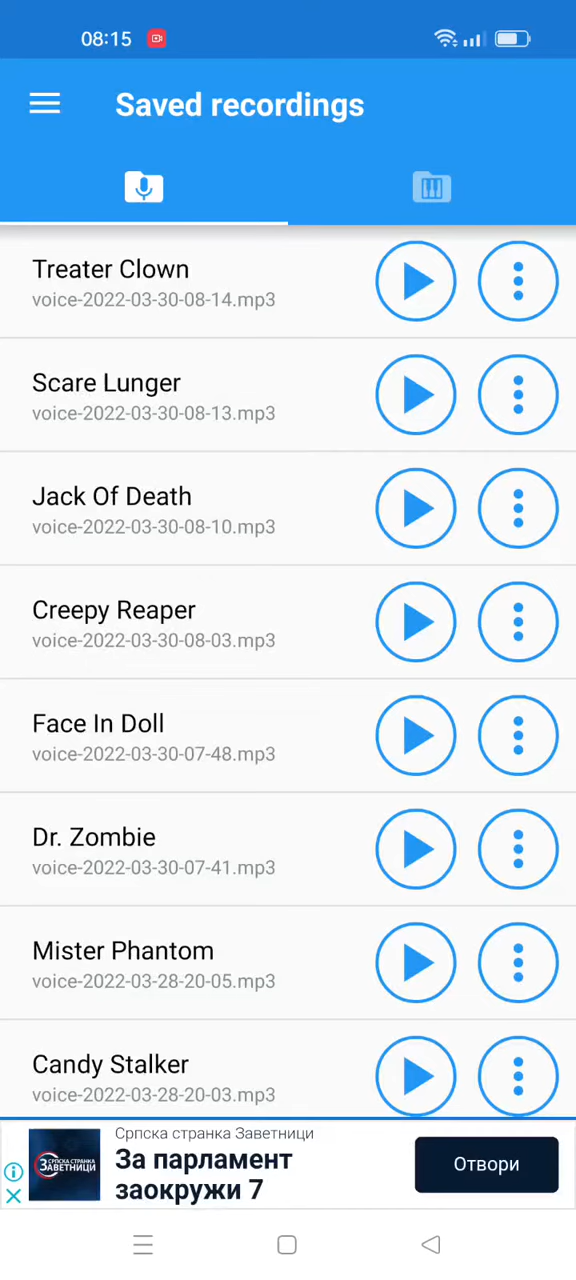 08:15
Saved recordings
Treater Clown
voice-2022-03-30-08-14.mp3
Scare Lunger
voice-2022-03-30-08-13.mp3
Jack Of Death
voice-2022-03-30-08-10.mp3
Creepy Reaper
voice-2022-03-30-08-03.mp3
Face In Doll
voice-2022-03-30-07-48.mp3
Dr. Zombie
voice-2022-03-30-07-41.mp3
Mister Phantom
voice-2022-03-28-20-05.mp3
Candy Stalker
voice-2022-03-28-20-03.mp3
СРПСКА СТРАНКА
ЗАВЕТНИЦИ
Српска странка Заветници
За парламент
заокружи 7
Отвори